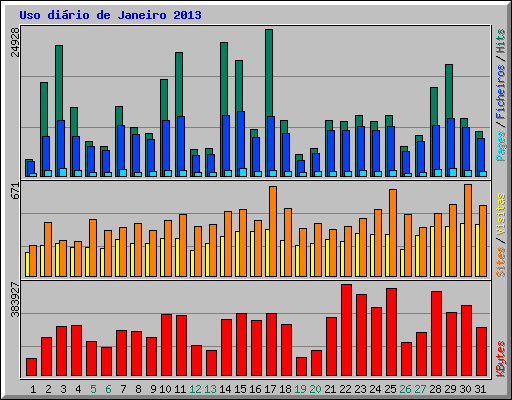 Uso diário de Janeiro 2013
24928
Pages / Ficheiros / Hits
671
Sites / Visitas
383927
KBytes
1 2 3 4 5 6 7 8 9 10 11 12 13 14 15 16 17 18 19 20 21 22 23 24 25 26 27 28 29 30 31